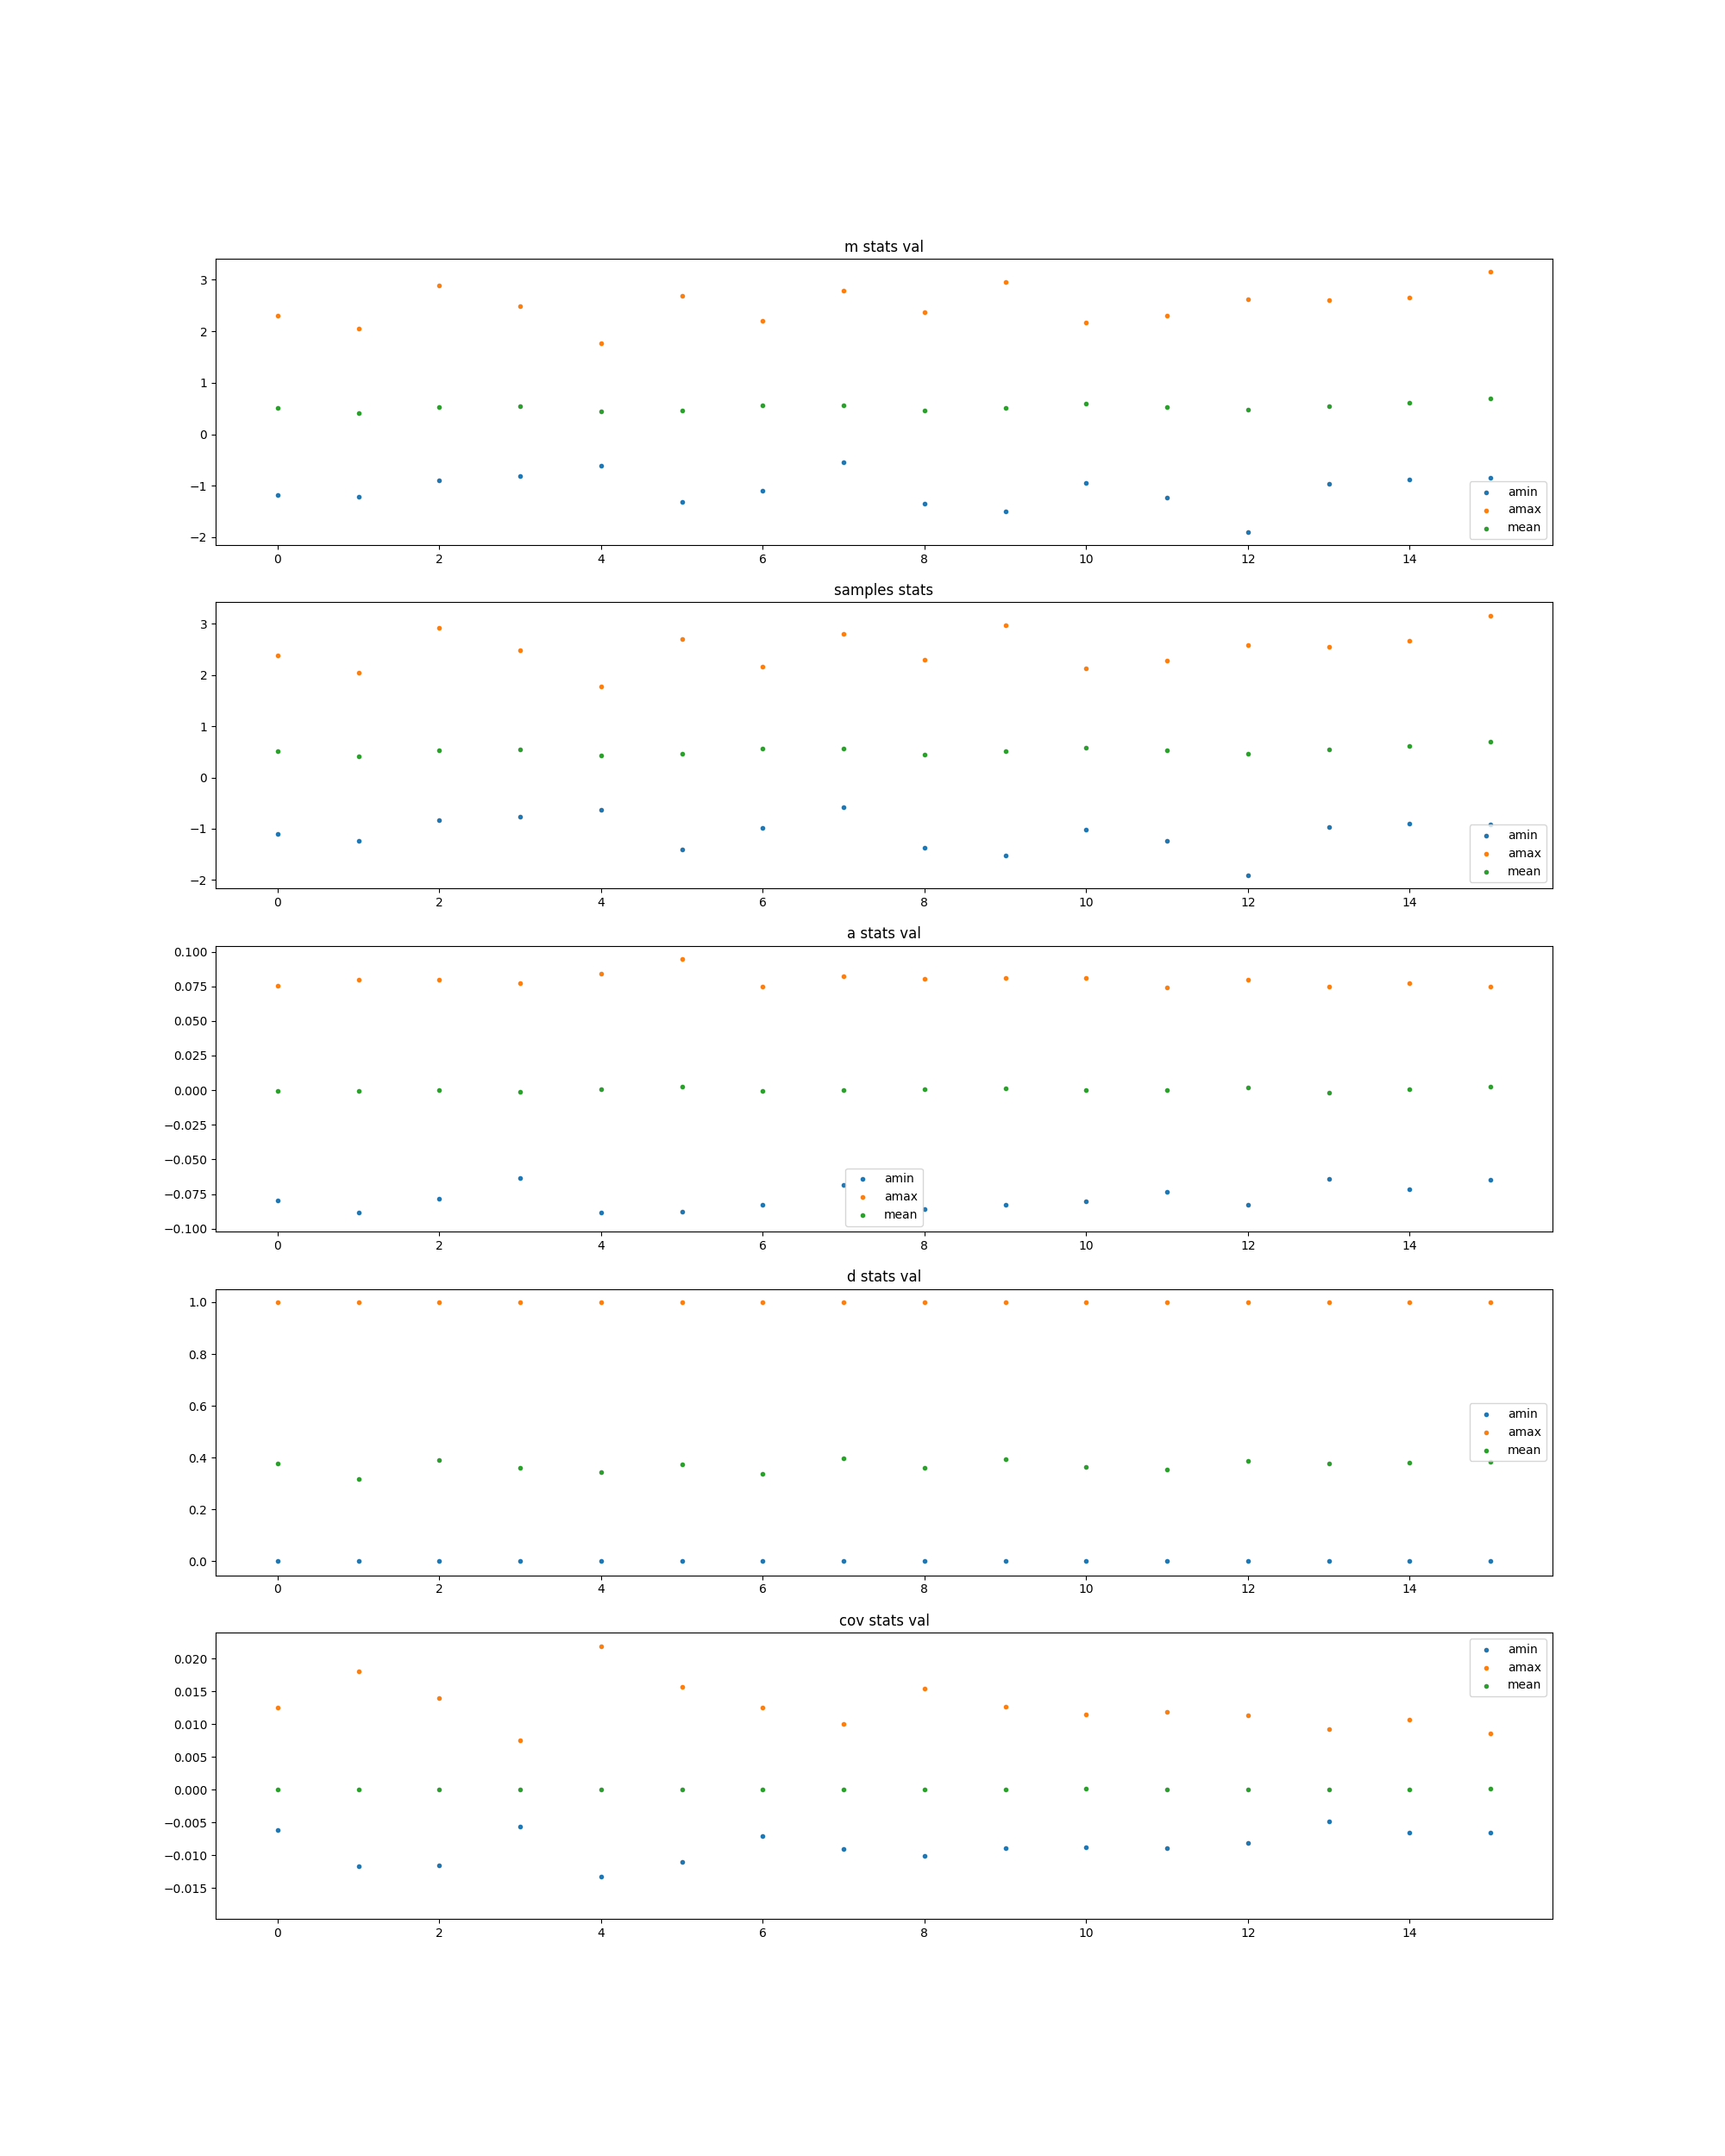 m stats val
3
2
1
0
−1
−2
amin
amax
mean
0 2 4 6 8 10 12 14
samples stats
3
2
1
0
−1
−2
amin
amax
mean
0 2 4 6 8 10 12 14
a stats val
0.100
0.075
0.050
0.025
0.000
−0.025
−0.050
−0.075
−0.100
amin
amax
mean
0 2 4 6 8 10 12 14
d stats val
1.0
0.8
0.6
0.4
0.2
0.0
amin
amax
mean
0 2 4 6 8 10 12 14
cov stats val
0.020
0.015
0.010
0.005
0.000
−0.005
−0.010
−0.015
amin
amax
mean
0 2 4 6 8 10 12 14